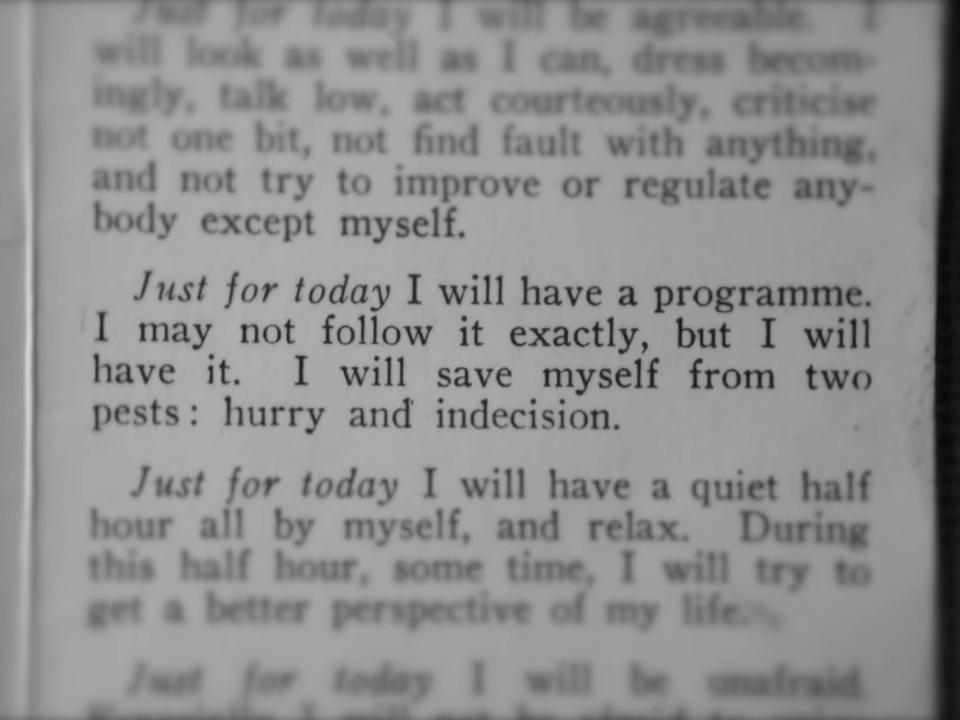 Just for today I will be agreeable. I
will look as well as I can, dress becom-
ingly, talk low, act courteously, criticise
not one bit, not find fault with anything,
and not try to improve or regulate any-
body except myself.
Just for today I will have a programme.
I may not follow it exactly, but I will
have it. I will save myself from two
pests: hurry and indecision.
Just for today I will have a quiet half
hour all by myself, and relax. During
this half hour, some time, I will try to
get a better perspective of my life.
Just for today I will be unafraid.